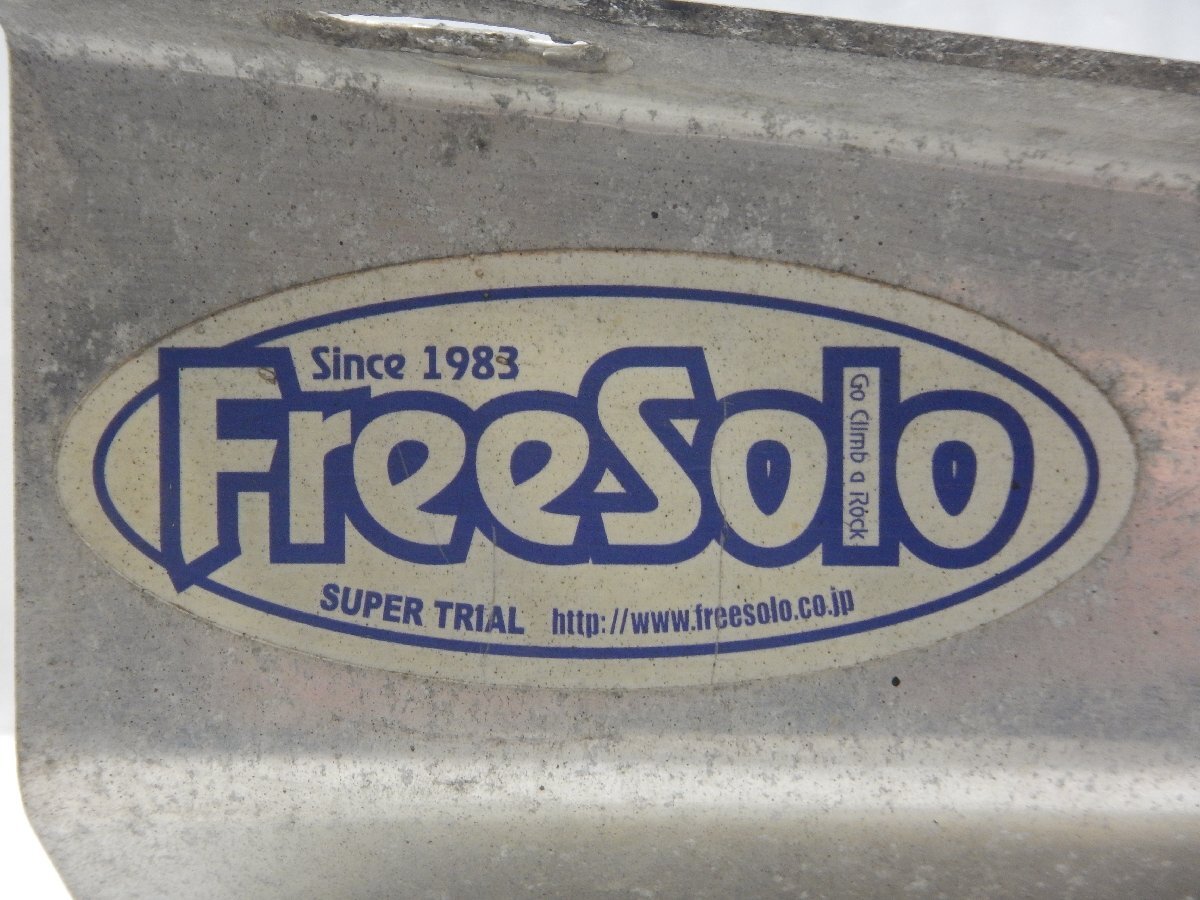 Since 1983
FreeSolo
Go Climb a Rock
SUPER TRIAL http://www.freesolo.co.jp